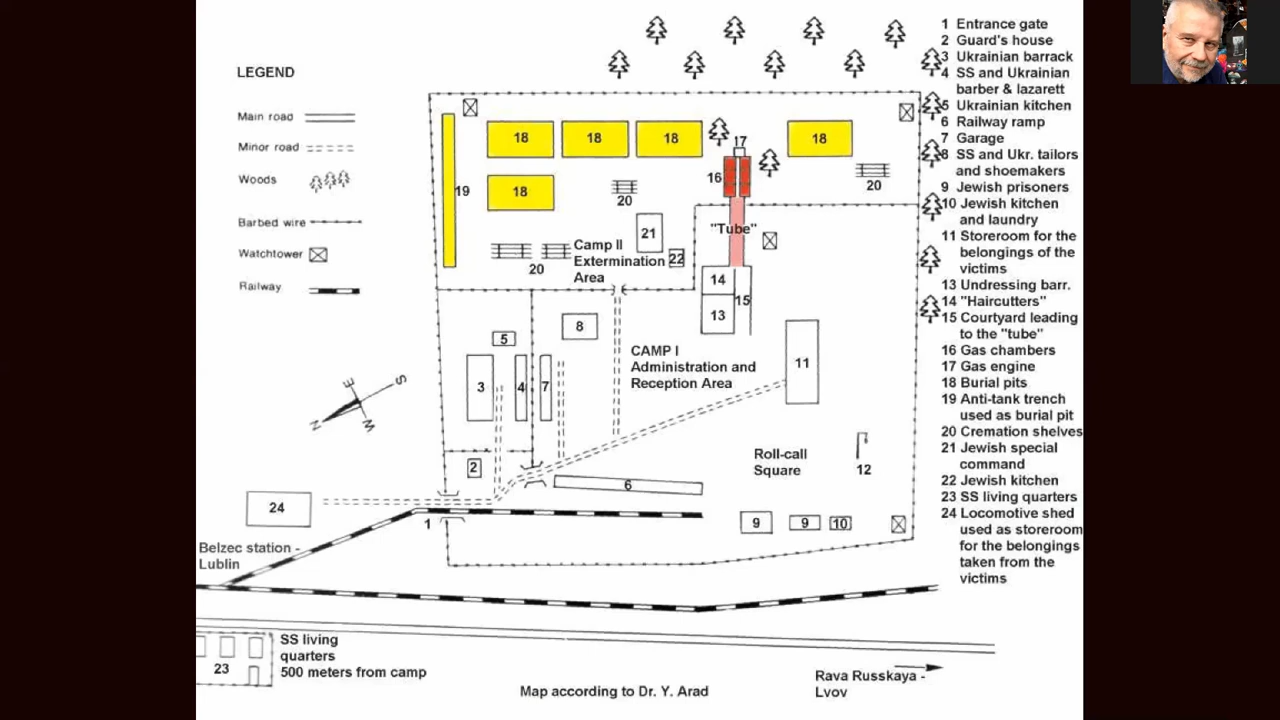 LEGEND
Main road
Minor road
Woods
Barbed wire
Watchtower
Railway
18
18
18
18
17
16
19
18
20
20
21
"Tube"
22
Camp II
Extermination
Area
20
14
15
13
8
5
CAMP I
Administration and
Reception Area
11
3
4
7
E
S
N
W
Roll-call
Square
12
2
6
24
1
9
9
10
Belzec station -
Lublin
SS living
quarters
500 meters from camp
23
Rava Russkaya -
Lvov
Map according to Dr. Y. Arad
1 Entrance gate
2 Guard's house
3 Ukrainian barrack
4 SS and Ukrainian
barber & lazarett
5 Ukrainian kitchen
6 Railway ramp
7 Garage
8 SS and Ukr. tailors
and shoemakers
9 Jewish prisoners
10 Jewish kitchen
and laundry
11 Storeroom for the
belongings of the
victims
13 Undressing barr.
14 "Haircutters"
15 Courtyard leading
to the "tube"
16 Gas chambers
17 Gas engine
18 Burial pits
19 Anti-tank trench
used as burial pit
20 Cremation shelves
21 Jewish special
command
22 Jewish kitchen
23 SS living quarters
24 Locomotive shed
used as storeroom
for the belongings
taken from the
victims